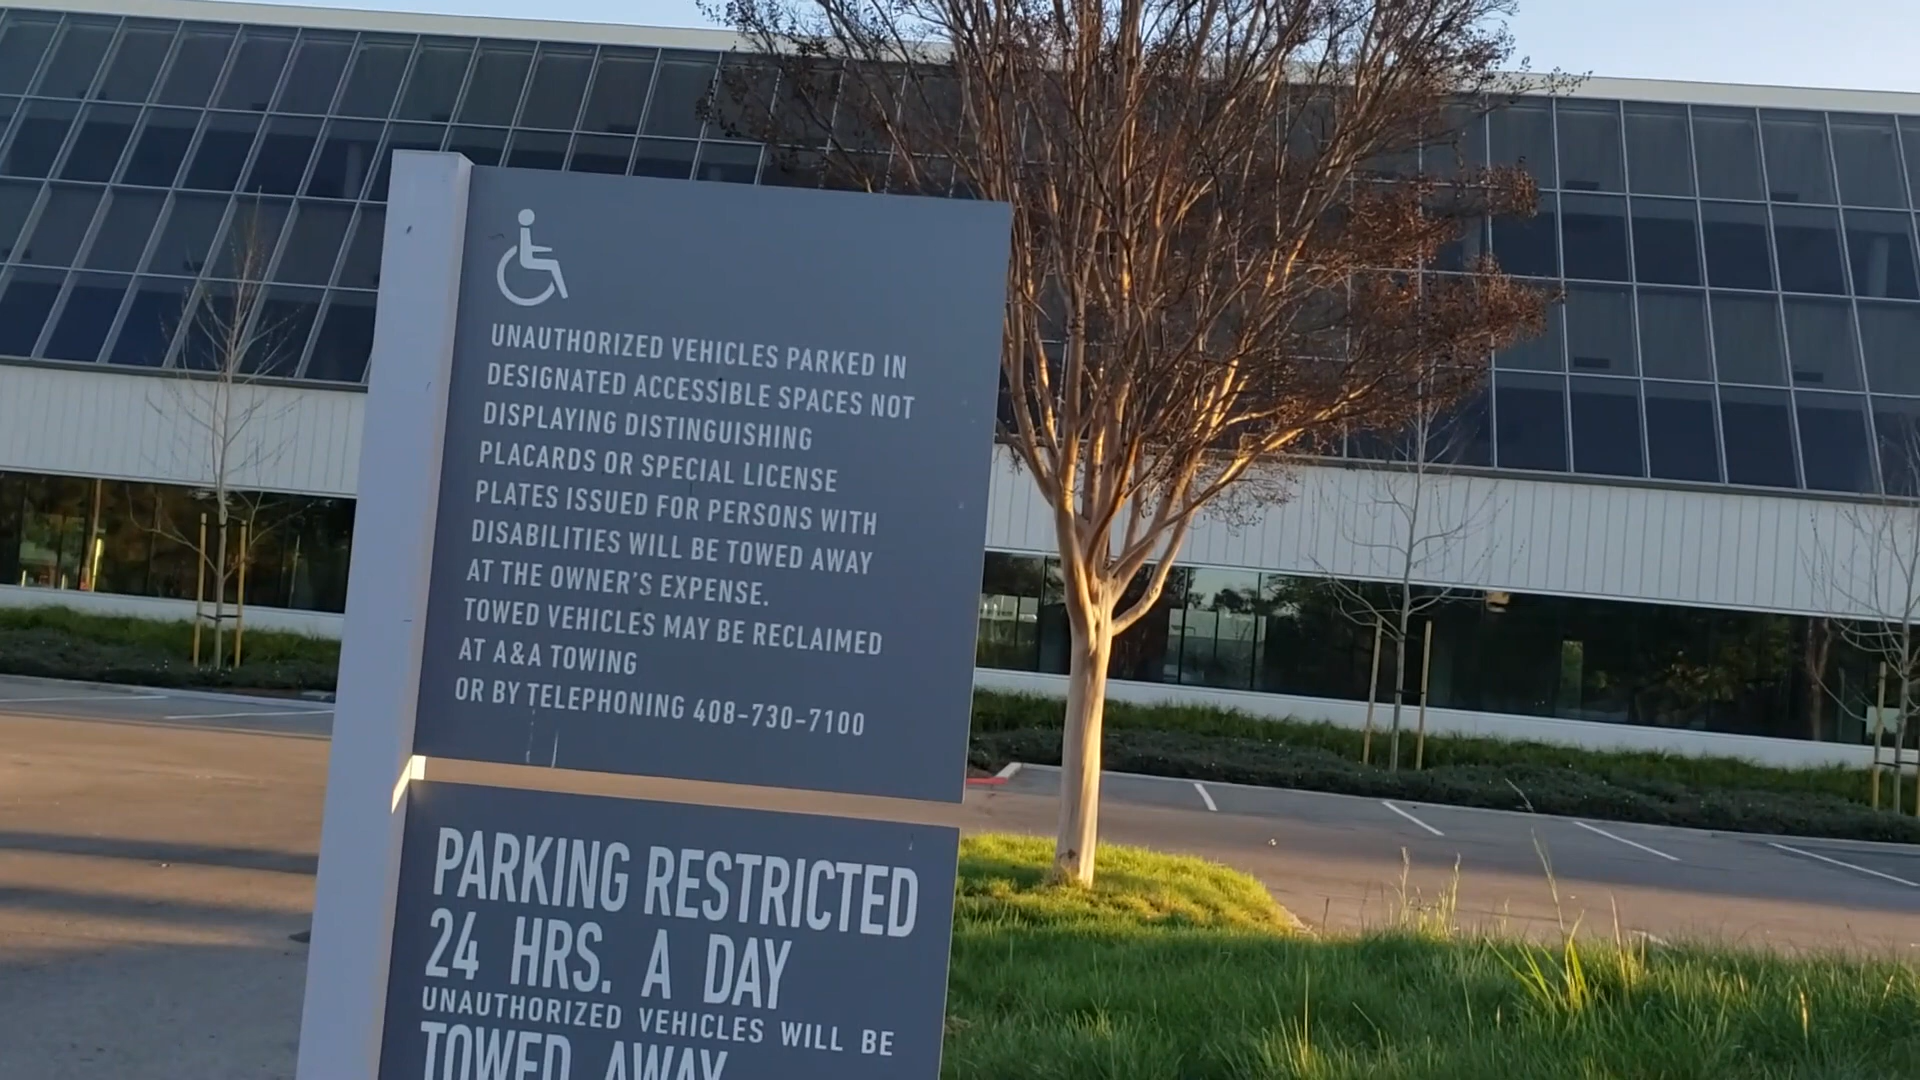 UNAUTHORIZED VEHICLES PARKED IN
DESIGNATED ACCESSIBLE SPACES NOT
DISPLAYING DISTINGUISHING
PLACARDS OR SPECIAL LICENSE
PLATES ISSUED FOR PERSONS WITH
DISABILITIES WILL BE TOWED AWAY
AT THE OWNER'S EXPENSE.
TOWED VEHICLES MAY BE RECLAIMED
AT A&A TOWING
OR BY TELEPHONING 408-730-7100
PARKING RESTRICTED
24 HRS. A DAY
UNAUTHORIZED VEHICLES WILL BE
TOWED AWAY